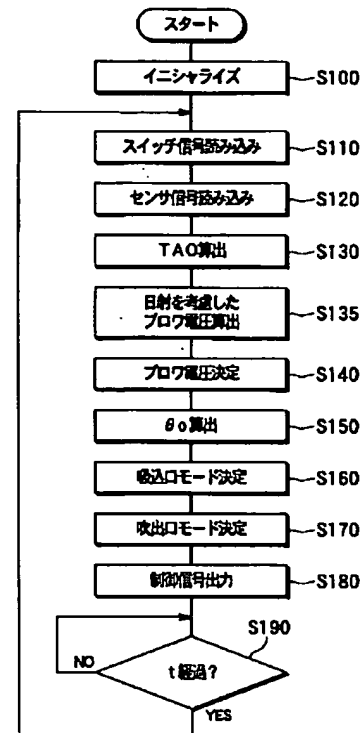 スタート
イニシャライズ
S100
スイッチ信号読み込み
S110
センサ信号読み込み
S120
TAO算出
S130
日射を考慮した
ブロワ電圧算出
S135
ブロワ電圧決定
S140
θo算出
S150
吸込口モード決定
S160
吹出口モード決定
S170
制御信号出力
S180
S190
t経過?
NO
YES